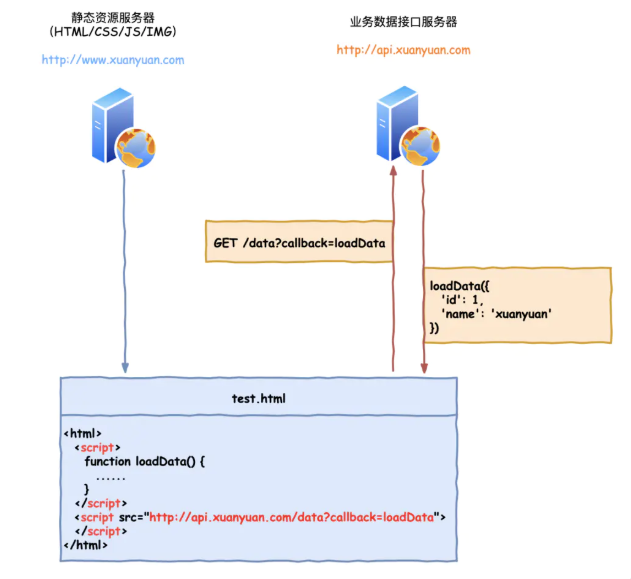 静态资源服务器
(HTML/CSS/JS/IMG)
http://www.xuanyuan.com
业务数据接口服务器
http://api.xuanyuan.com
GET /data?callback=loadData
loadData({
'id': 1,
'name': 'xuanyuan'
})
test.html
<html>
<script>
function loadData() {
......
}
</script>
<script src="http://api.xuanyuan.com/data?callback=loadData">
</script>
</html>